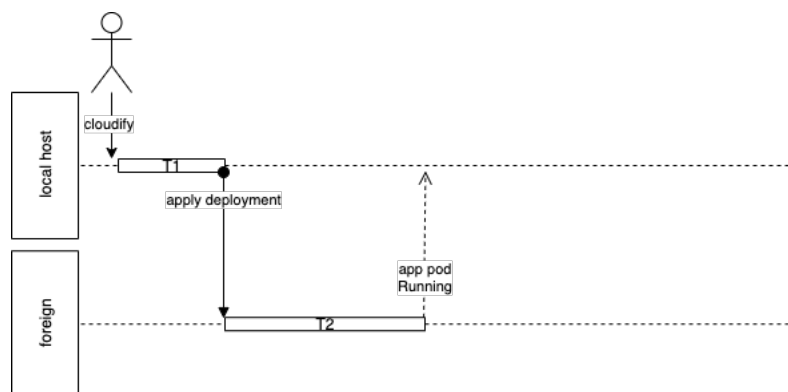 cloudify
local host
T1
apply deployment
app pod
Running
foreign
T2